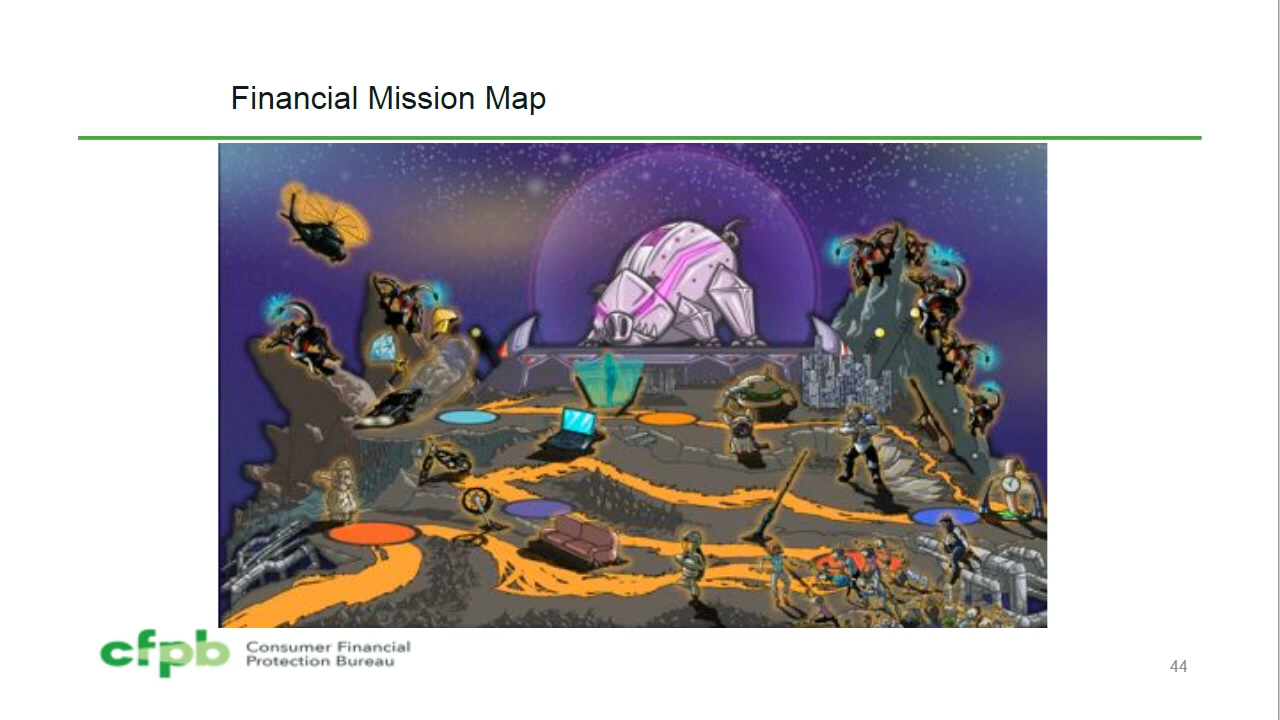 Financial Mission Map
cfpb
Consumer Financial
Protection Bureau
44